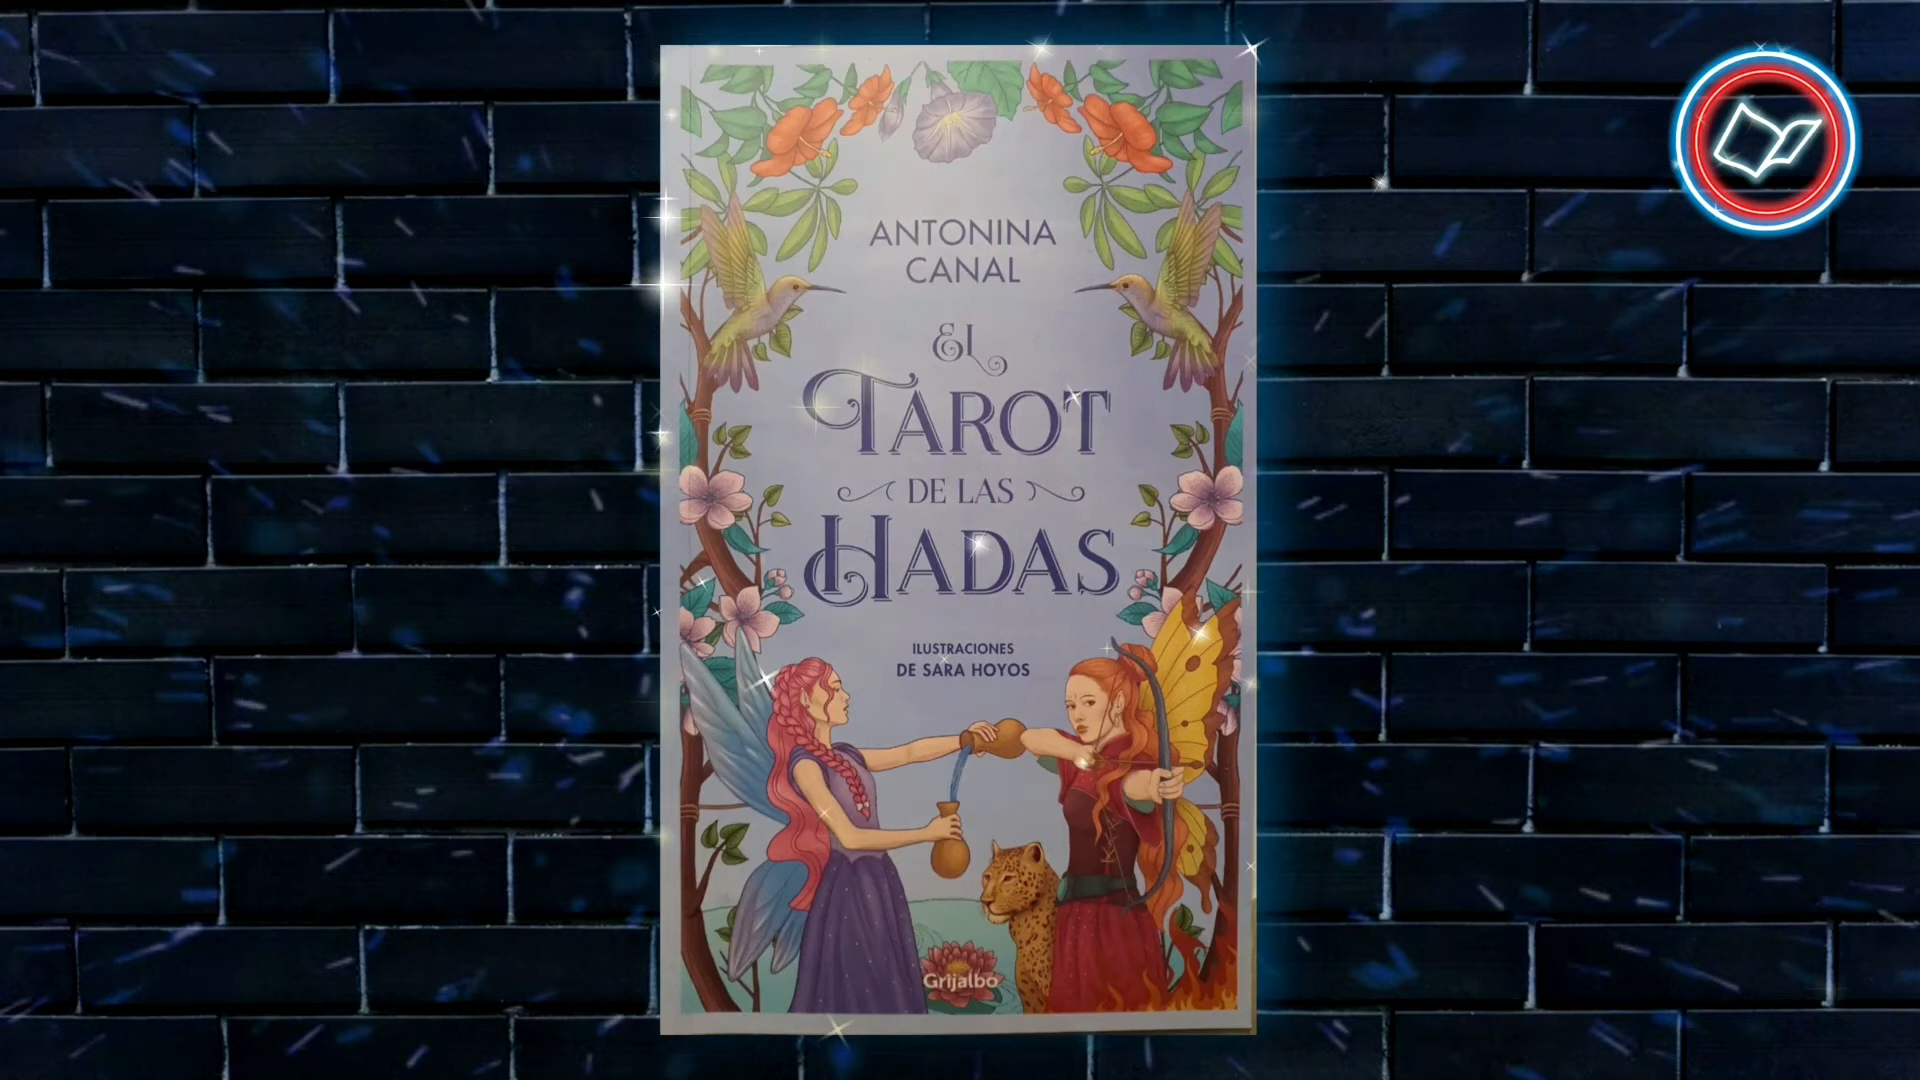 ANTONINA
CANAL
El
TAROT
DE LAS
HADAS
ILUSTRACIONES
DE SARA HOYOS
Grijalbo